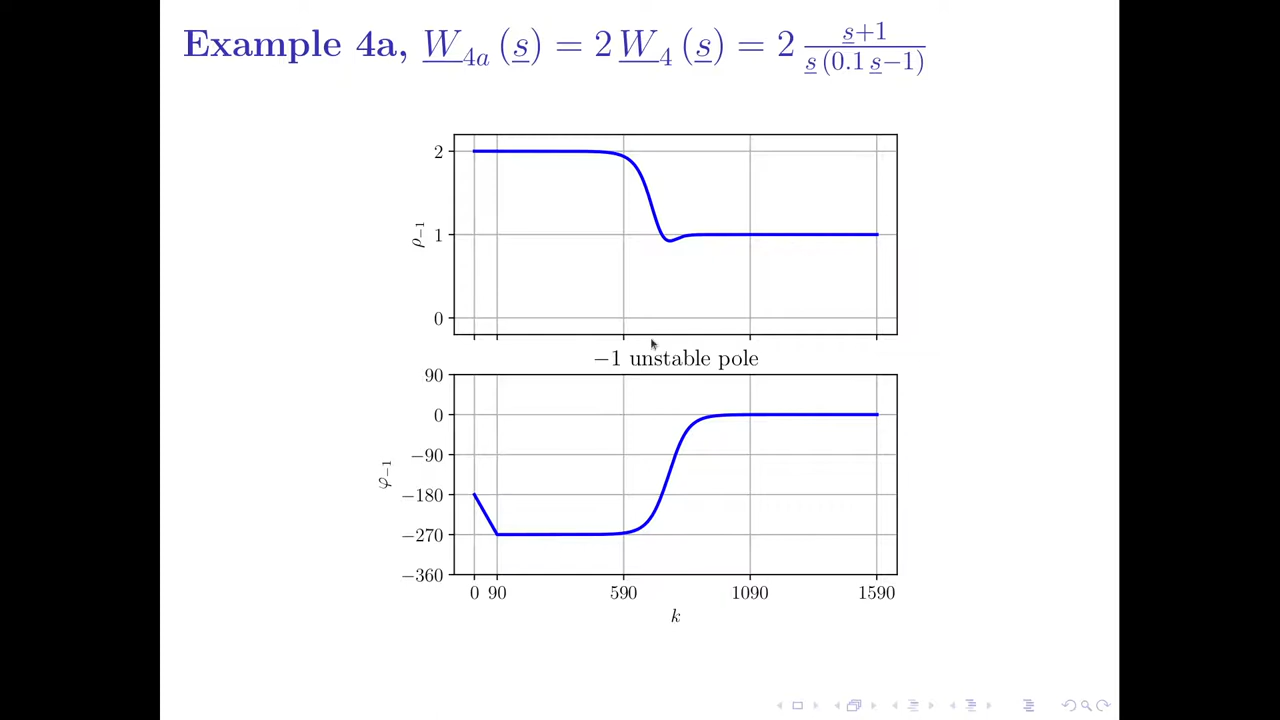 Example 4a, W₄ₐ (s) = 2 W₄ (s) = 2 (s+1)/(s (0.1 s−1))
2
1
0
ρ₋₁
−1 unstable pole
90
0
−90
−180
−270
−360
φ₋₁
0 90 590 1090 1590
k